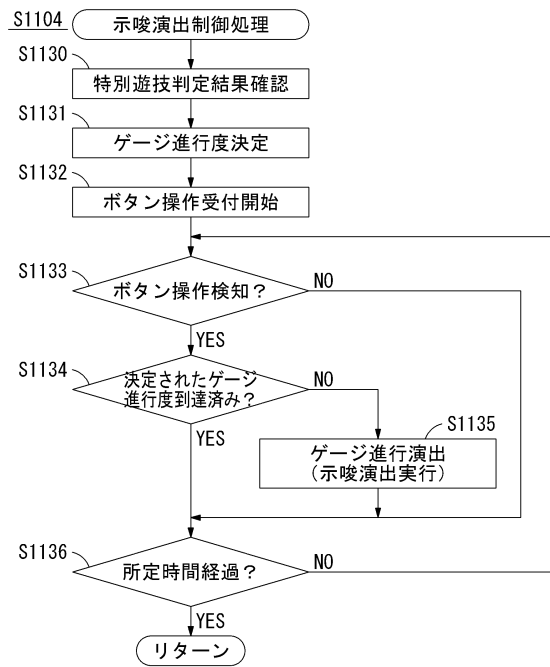 S1104
示唆演出制御処理
S1130
特別遊技判定結果確認
S1131
ゲージ進行度決定
S1132
ボタン操作受付開始
S1133
ボタン操作検知?
NO
YES
S1134
決定されたゲージ
進行度到達済み?
NO
YES
S1135
ゲージ進行演出
(示唆演出実行)
S1136
所定時間経過?
NO
YES
リターン